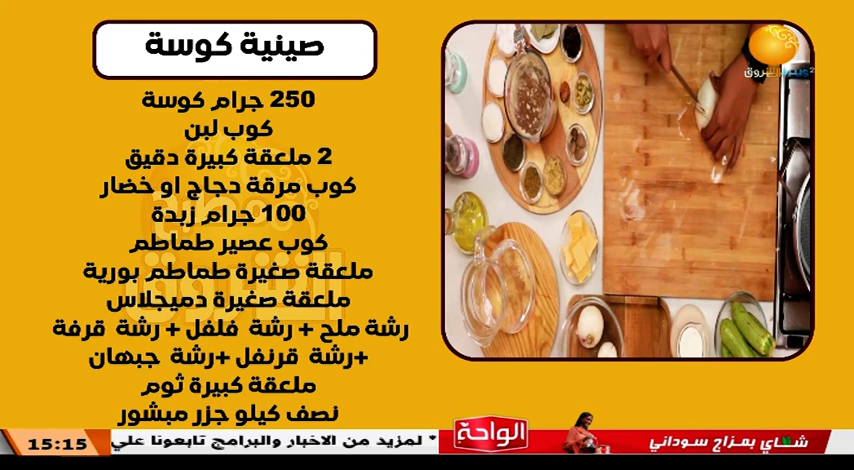 صينية كوسة
250 جرام كوسة
كوب لبن
2 ملعقة كبيرة دقيق
كوب مرقة دجاج او خضار
100 جرام زبدة
كوب عصير طماطم
ملعقة صغيرة طماطم بورية
ملعقة صغيرة دميجلاس
رشة ملح + رشة فلفل + رشة قرفة
+رشة قرنفل +رشة جبهان
ملعقة كبيرة ثوم
نصف كيلو جزر مبشور
الشروق
شاي بمزاج سوداني
الواحة
* لمزيد من الاخبار والبرامج تابعونا علي
15:15